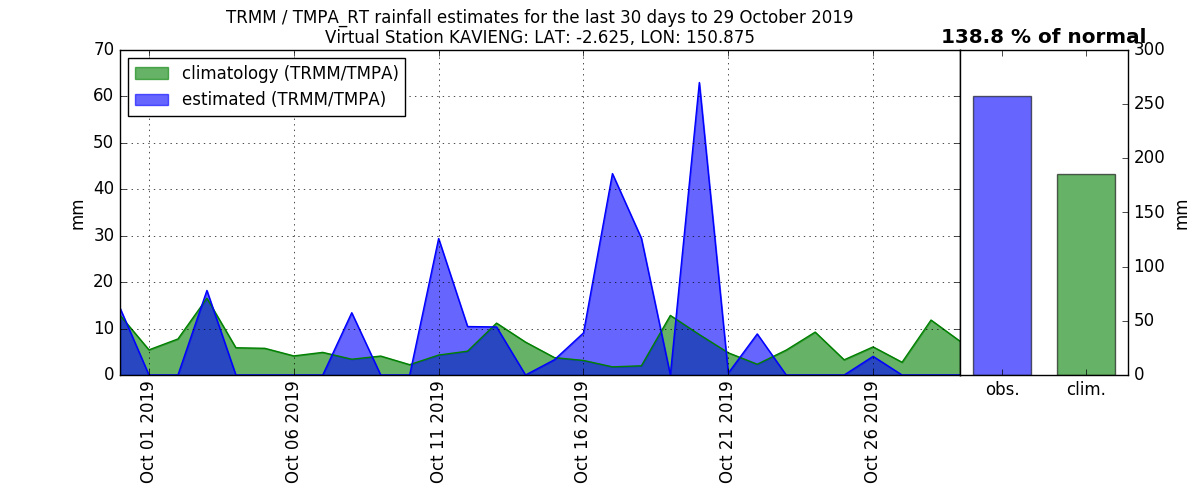 TRMM / TMPA_RT rainfall estimates for the last 30 days to 29 October 2019
Virtual Station KAVIENG: LAT: -2.625, LON: 150.875
138.8 % of normal
climatology (TRMM/TMPA)
estimated (TRMM/TMPA)
70
60
50
40
30
20
10
0
mm
Oct 01 2019
Oct 06 2019
Oct 11 2019
Oct 16 2019
Oct 21 2019
Oct 26 2019
300
250
200
150
100
50
0
mm
obs.
clim.